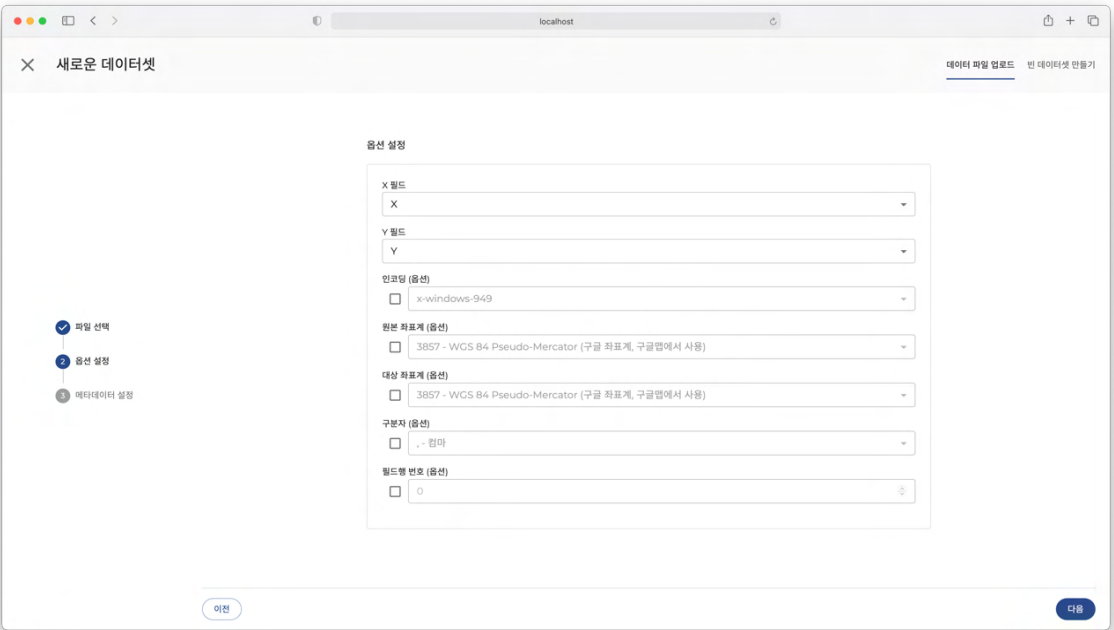 localhost
새로운 데이터셋
데이터 파일 업로드 빈 데이터셋 만들기
옵션 설정
X 필드
X
Y 필드
Y
인코딩 (옵션)
x-windows-949
원본 좌표계 (옵션)
3857 - WGS 84 Pseudo-Mercator (구글 좌표계, 구글맵에서 사용)
대상 좌표계 (옵션)
3857 - WGS 84 Pseudo-Mercator (구글 좌표계, 구글맵에서 사용)
구분자 (옵션)
, - 컴마
필드행 번호 (옵션)
0
파일 선택
2 옵션 설정
3 메타데이터 설정
이전
다음